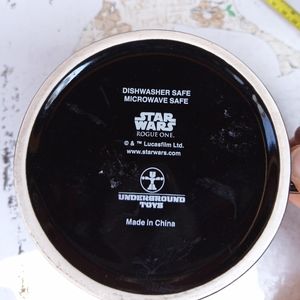 DISHWASHER SAFE
MICROWAVE SAFE
STAR
WARS
ROGUE ONE.
© & ™ Lucasfilm Ltd.
www.starwars.com
UNDERGROUND
TOYS
Made in China